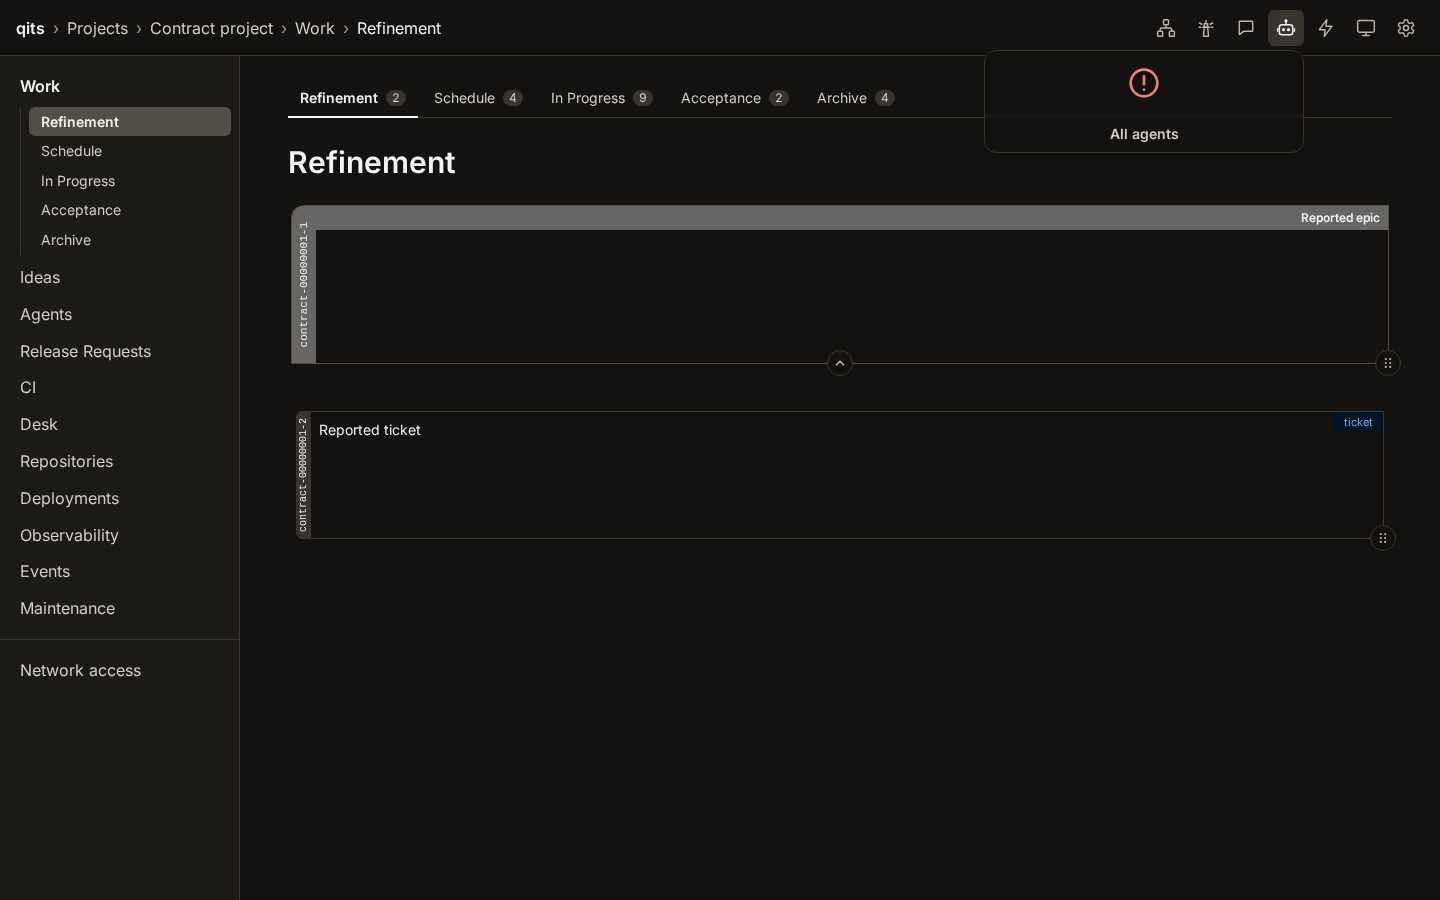 qits › Projects › Contract project › Work › Refinement
Work
Refinement
Schedule
In Progress
Acceptance
Archive
Ideas
Agents
Release Requests
CI
Desk
Repositories
Deployments
Observability
Events
Maintenance
Network access
Refinement 2 Schedule 4 In Progress 9 Acceptance 2 Archive 4
All agents
Refinement
Reported epic
contract-00000001-1
Reported ticket
ticket
contract-00000001-2